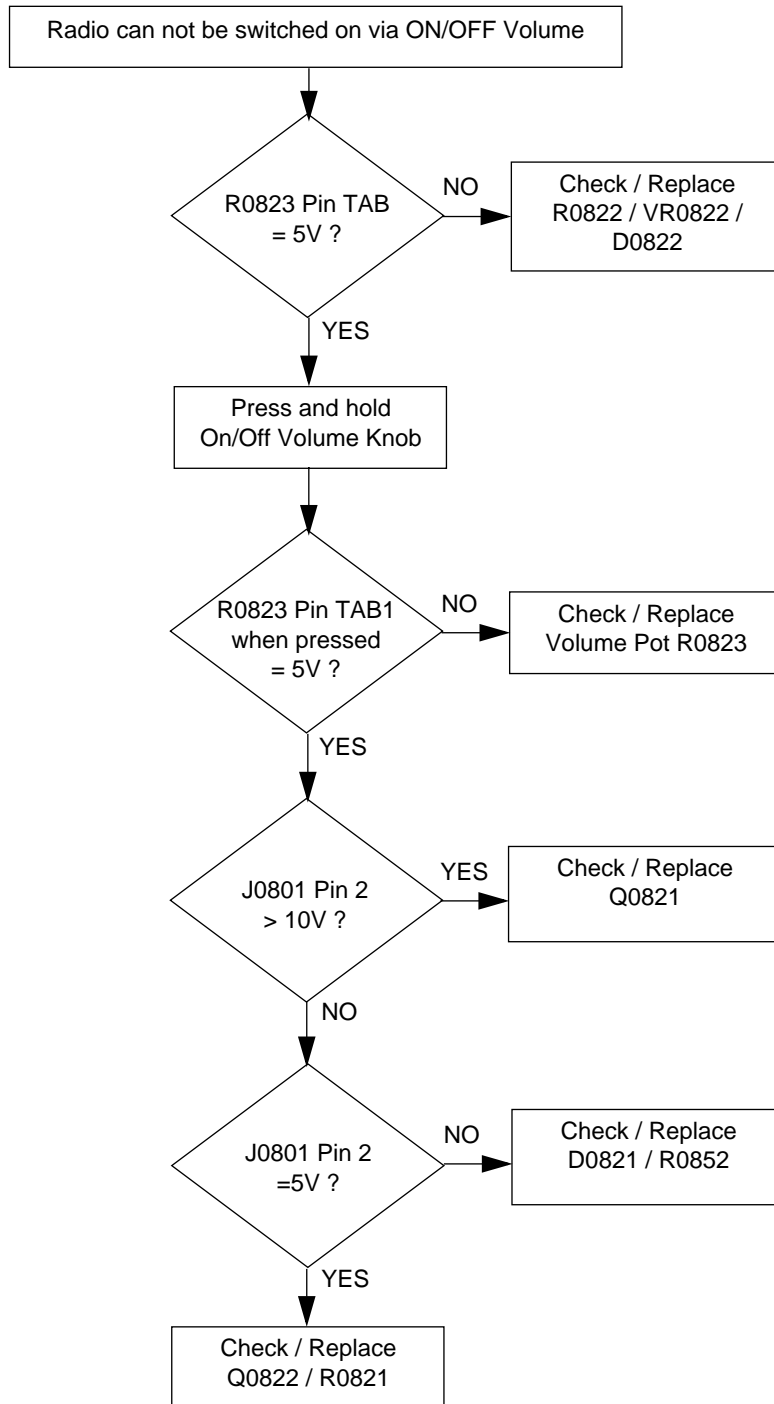 Radio can not be switched on via ON/OFF Volume
R0823 Pin TAB
= 5V ?
NO
Check / Replace
R0822 / VR0822 /
D0822
YES
Press and hold
On/Off Volume Knob
R0823 Pin TAB1
when pressed
= 5V ?
NO
Check / Replace
Volume Pot R0823
YES
J0801 Pin 2
> 10V ?
YES
Check / Replace
Q0821
NO
J0801 Pin 2
=5V ?
NO
Check / Replace
D0821 / R0852
YES
Check / Replace
Q0822 / R0821